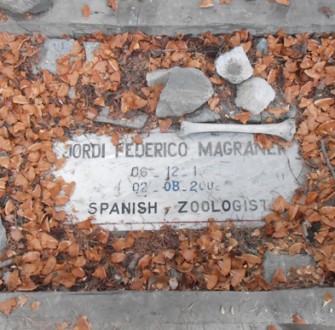 JORDI FEDERICO MAGRANER
06 12 1
02 08 200
SPANISH, ZOOLOGIST